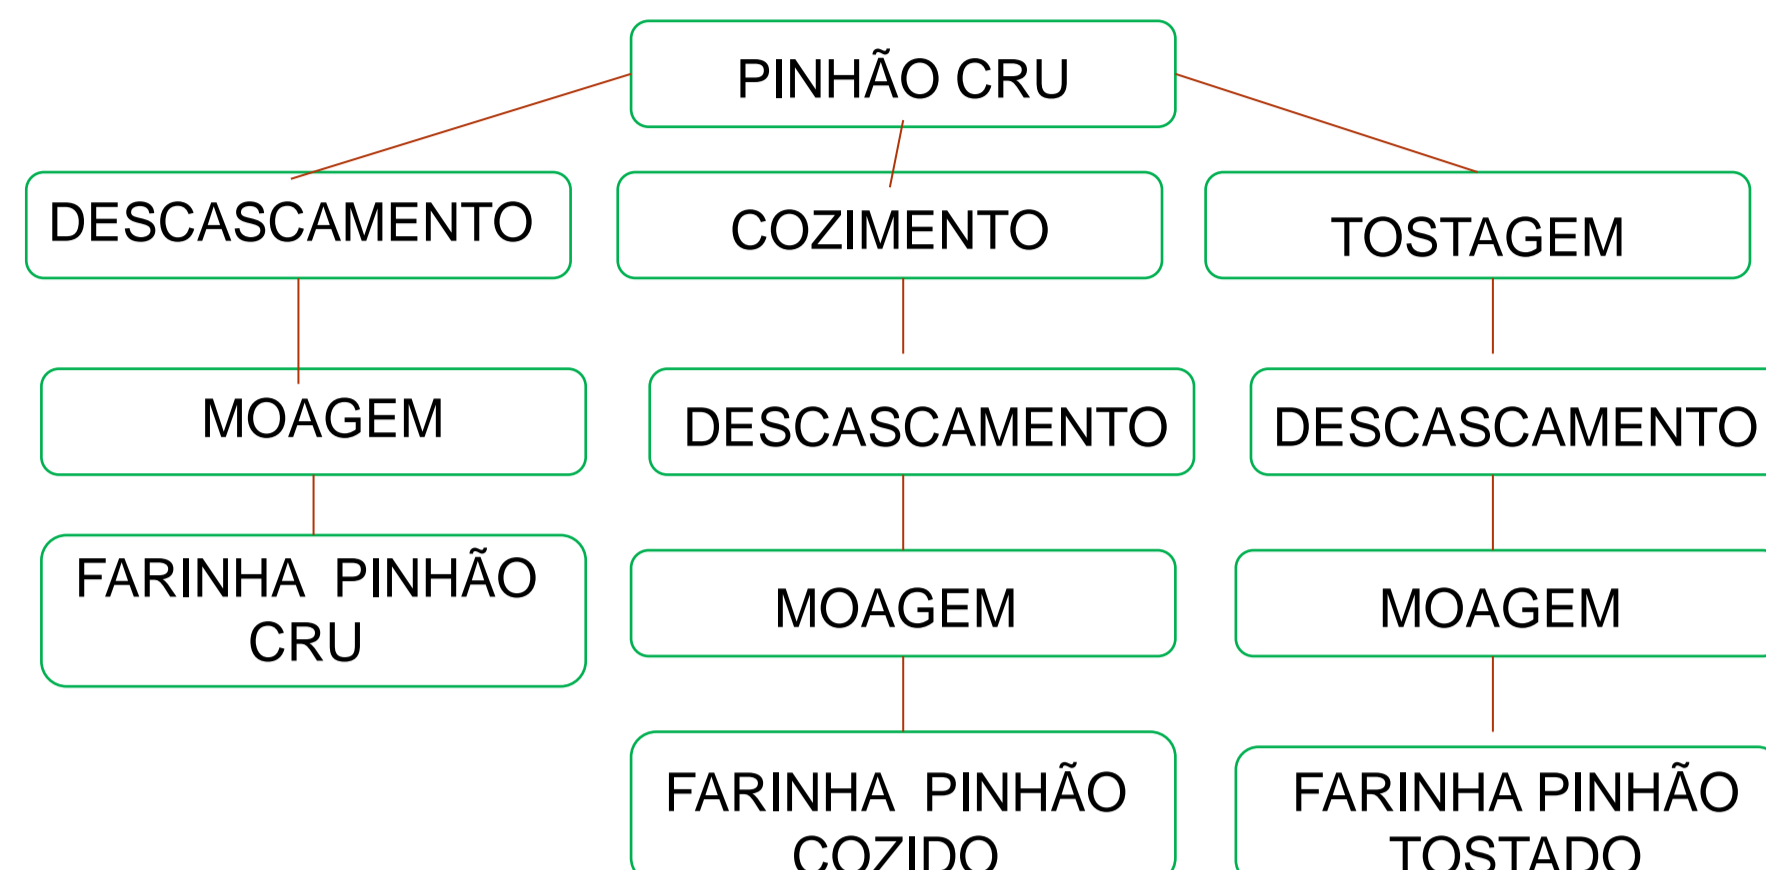 PINHÃO CRU
DESCASCAMENTO
COZIMENTO
TOSTAGEM
MOAGEM
DESCASCAMENTO
DESCASCAMENTO
FARINHA PINHÃO
CRU
MOAGEM
MOAGEM
FARINHA PINHÃO
COZIDO
FARINHA PINHÃO
TOSTADO